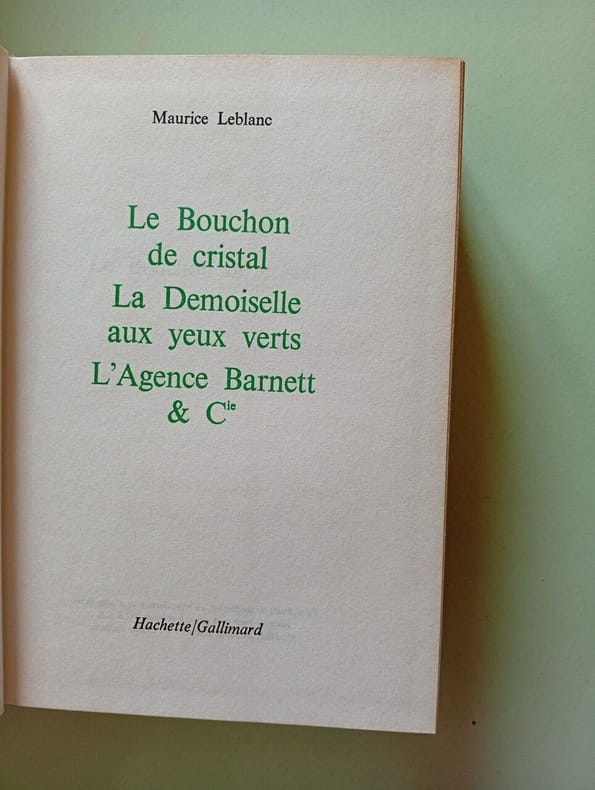 Maurice Leblanc
Le Bouchon
de cristal
La Demoiselle
aux yeux verts
L'Agence Barnett
& Cie
Hachette/Gallimard